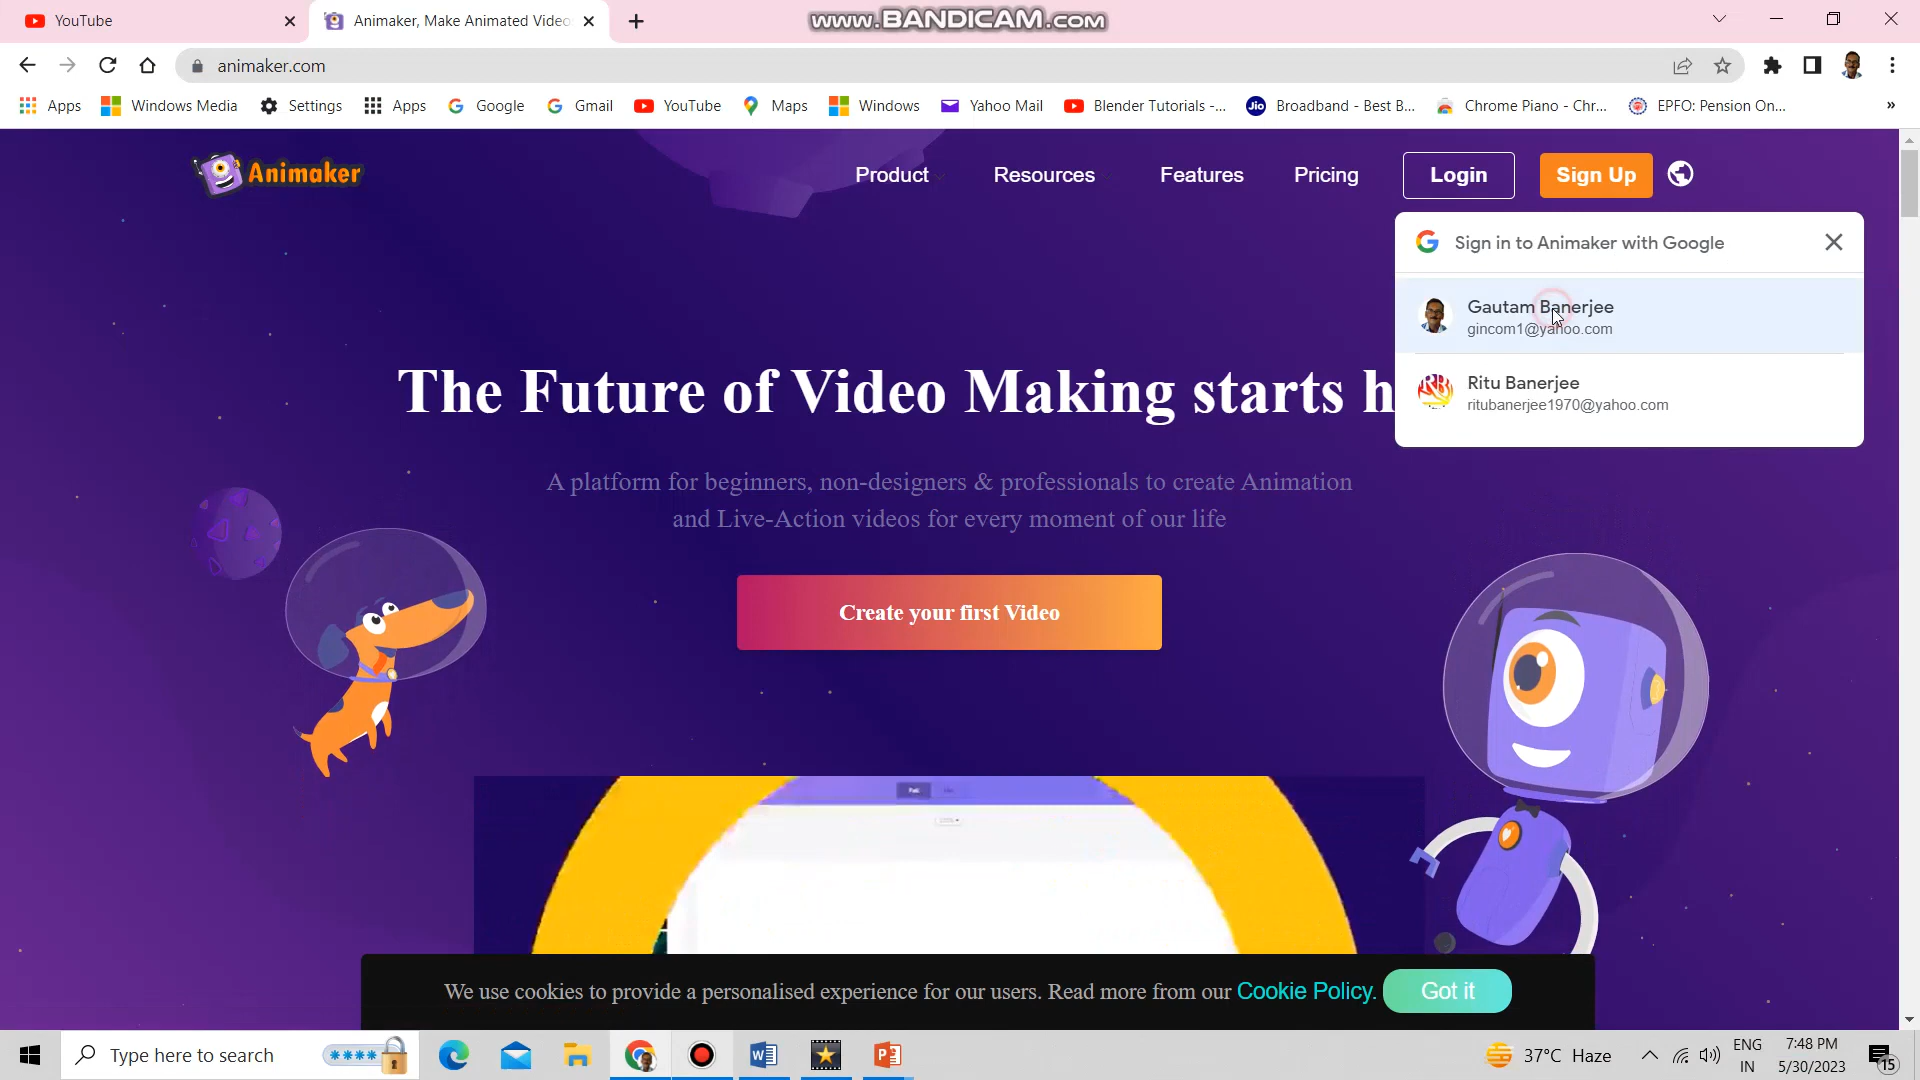 YouTube
Animaker, Make Animated Video
www.BANDICAM.com
animaker.com
Apps
Windows Media
Settings
Apps
Google
Gmail
YouTube
Maps
Windows
Yahoo Mail
Blender Tutorials -...
Jio
Broadband - Best B...
Chrome Piano - Chr...
EPFO: Pension On...
»
Animaker
Product
Resources
Features
Pricing
Login
Sign Up
Sign in to Animaker with Google
Gautam Banerjee
gincom1@yahoo.com
Ritu Banerjee
ritubanerjee1970@yahoo.com
The Future of Video Making starts h
A platform for beginners, non-designers & professionals to create Animation
and Live-Action videos for every moment of our life
Create your first Video
We use cookies to provide a personalised experience for our users. Read more from our Cookie Policy.
Got it
Type here to search
37°C Haze
ENG
IN
7:48 PM
5/30/2023
15